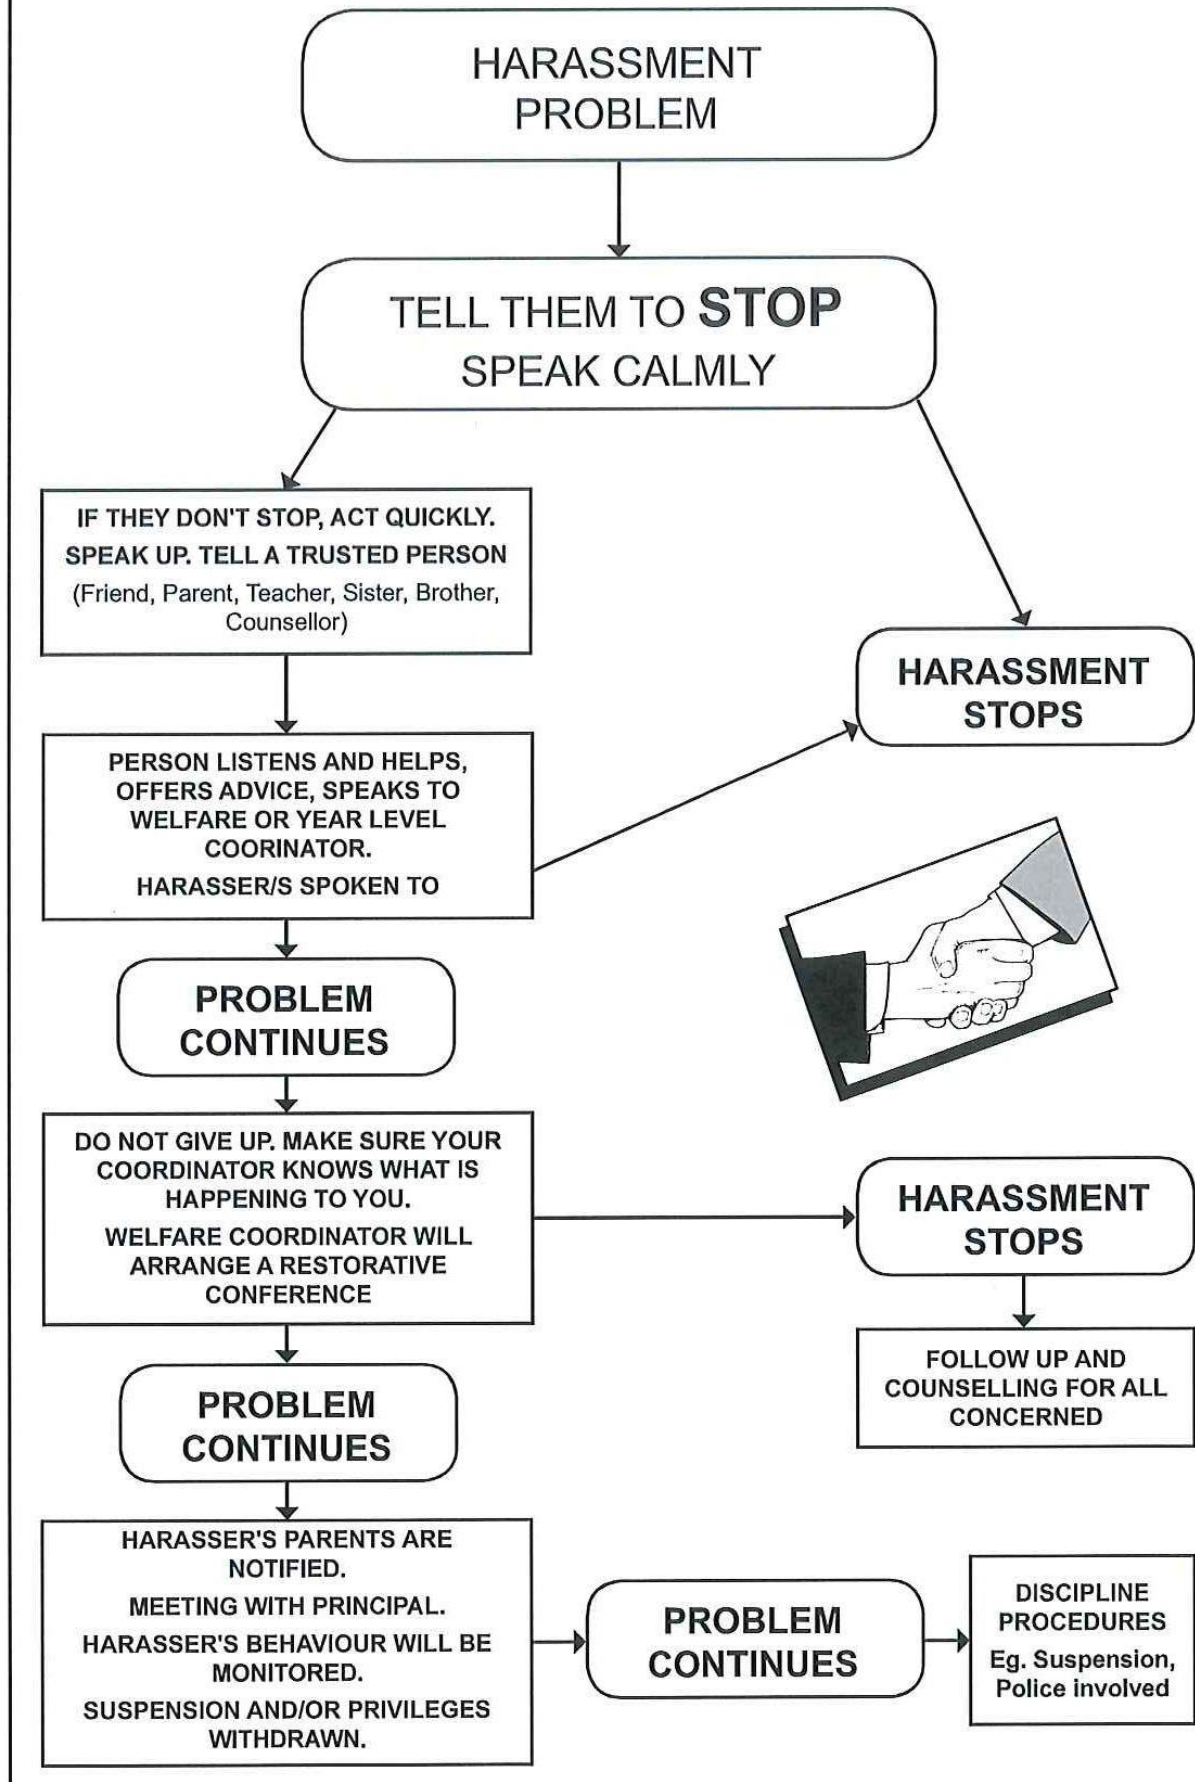 HARASSMENT
PROBLEM
TELL THEM TO STOP
SPEAK CALMLY
IF THEY DON'T STOP, ACT QUICKLY.
SPEAK UP. TELL A TRUSTED PERSON
(Friend, Parent, Teacher, Sister, Brother,
Counsellor)
HARASSMENT
STOPS
PERSON LISTENS AND HELPS,
OFFERS ADVICE, SPEAKS TO
WELFARE OR YEAR LEVEL
COORINATOR.
HARASSER/S SPOKEN TO
PROBLEM
CONTINUES
DO NOT GIVE UP. MAKE SURE YOUR
COORDINATOR KNOWS WHAT IS
HAPPENING TO YOU.
WELFARE COORDINATOR WILL
ARRANGE A RESTORATIVE
CONFERENCE
HARASSMENT
STOPS
FOLLOW UP AND
COUNSELLING FOR ALL
CONCERNED
PROBLEM
CONTINUES
HARASSER'S PARENTS ARE
NOTIFIED.
MEETING WITH PRINCIPAL.
HARASSER'S BEHAVIOUR WILL BE
MONITORED.
SUSPENSION AND/OR PRIVILEGES
WITHDRAWN.
PROBLEM
CONTINUES
DISCIPLINE
PROCEDURES
Eg. Suspension,
Police involved